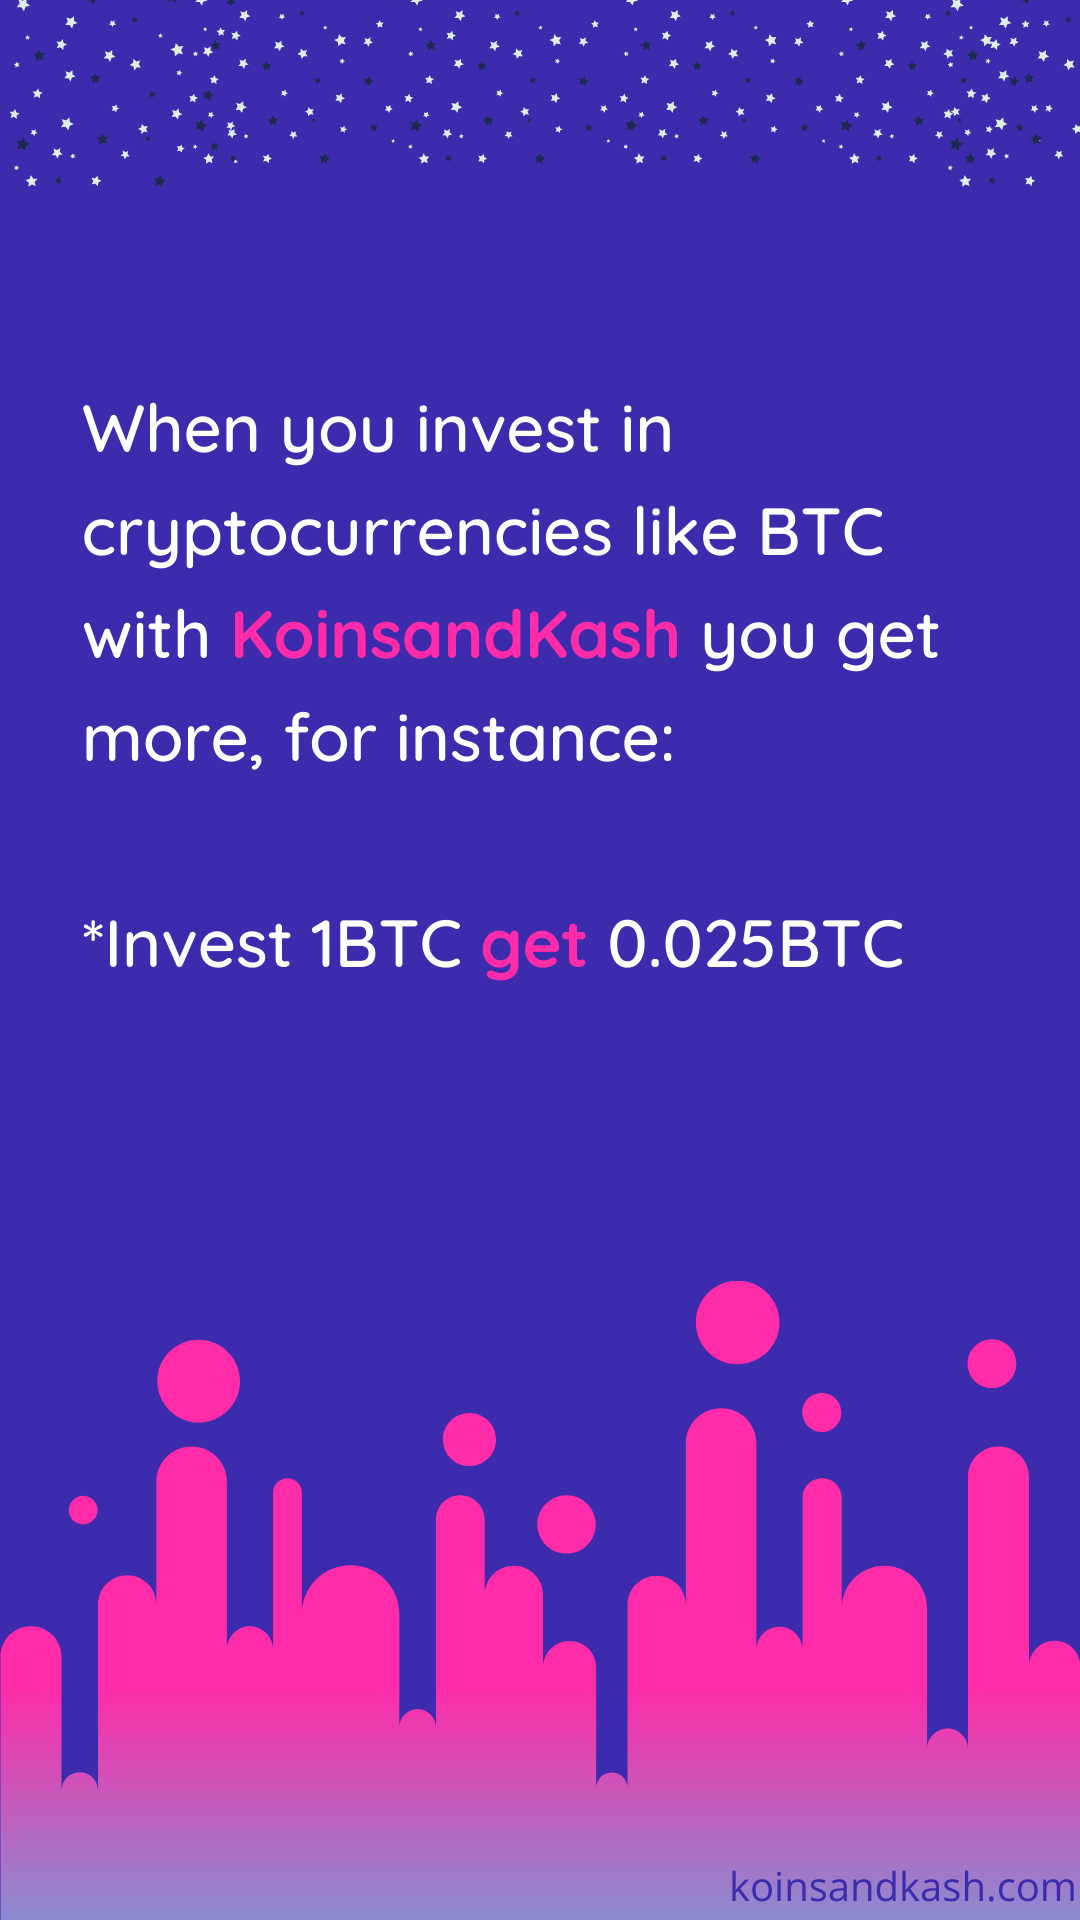 When you invest in
cryptocurrencies like BTC
with KoinsandKash you get
more, for instance:
*Invest 1BTC get 0.025BTC
koinsandkash.com